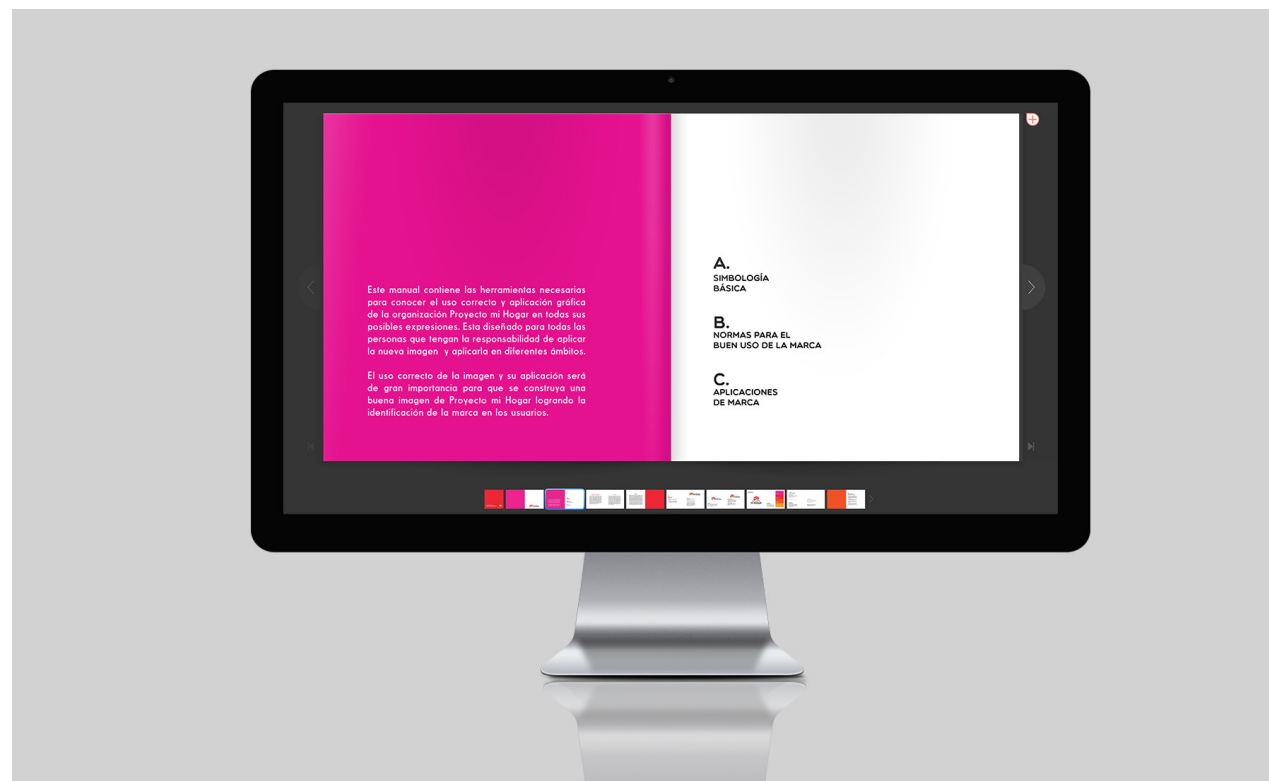 Este manual contiene las herramientas necesarias
para conocer el uso correcto y aplicación gráfica
de la organización Proyecto mi Hogar en todas sus
posibles expresiones. Esta diseñado para todas las
personas que tengan la responsabilidad de aplicar
la nueva imagen y aplicarla en diferentes ámbitos.
El uso correcto de la imagen y su aplicación será
de gran importancia para que se construya una
buena imagen de Proyecto mi Hogar logrando la
identificación de la marca en los usuarios.
A.
SIMBOLOGÍA
BÁSICA
B.
NORMAS PARA EL
BUEN USO DE LA MARCA
C.
APLICACIONES
DE MARCA